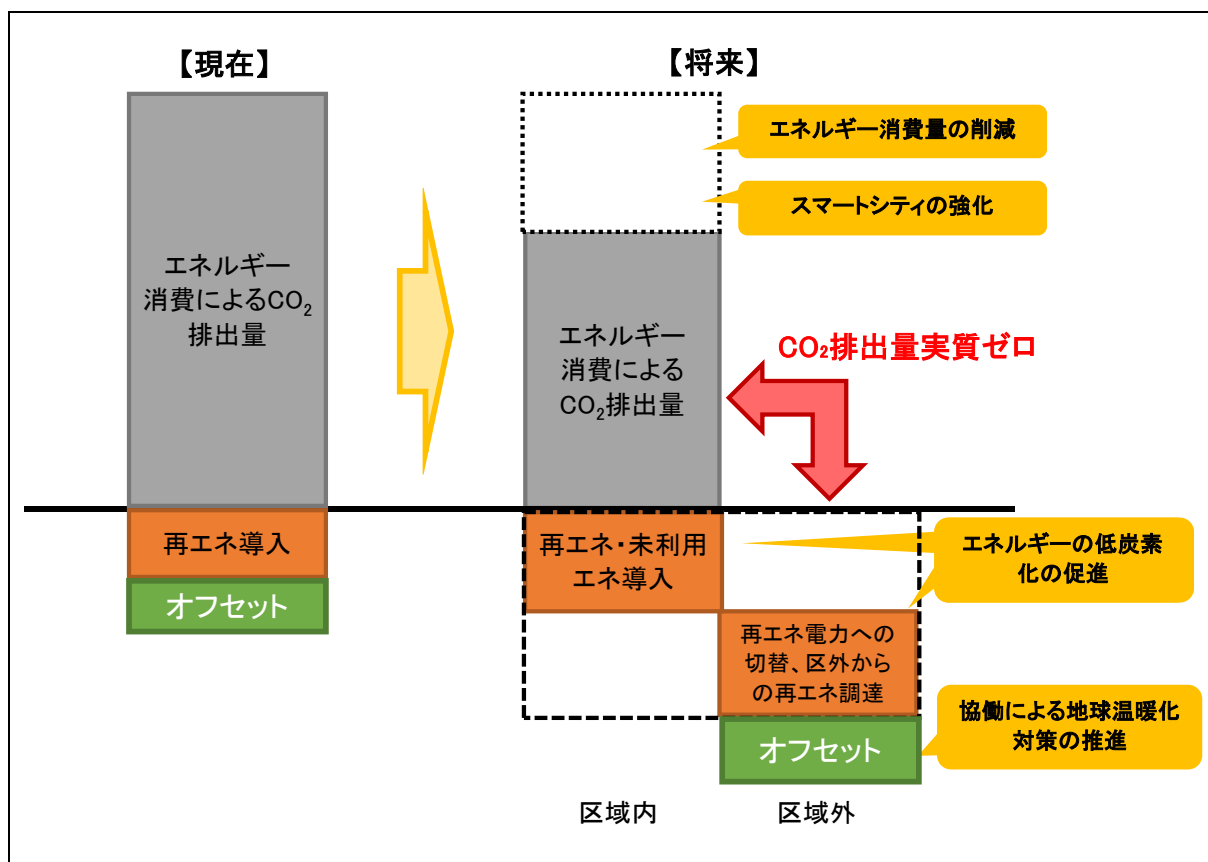 【現在】
【将来】
エネルギー消費量の削減
スマートシティの強化
エネルギー
消費によるCO₂
排出量
エネルギー
消費による
CO₂排出量
CO₂排出量実質ゼロ
再エネ導入
オフセット
再エネ・未利用
エネ導入
エネルギーの低炭素
化の促進
再エネ電力への
切替、区外から
の再エネ調達
オフセット
協働による地球温暖化
対策の推進
区域内
区域外